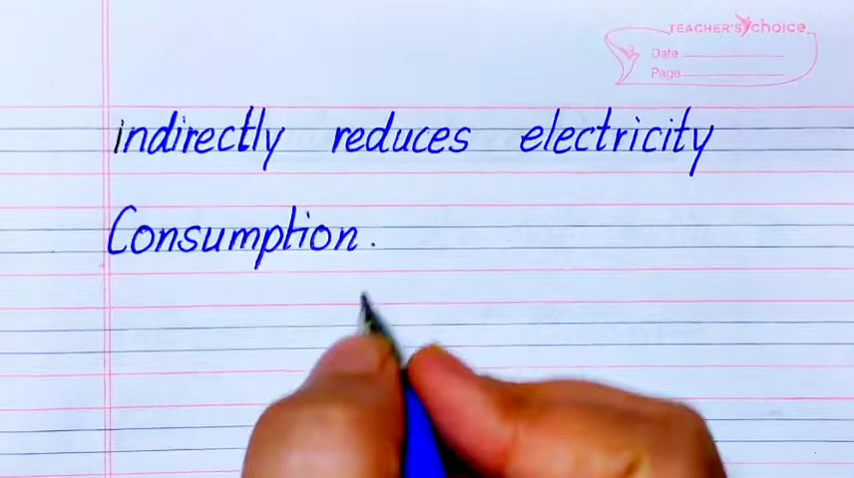 TEACHER'S choice
Date
Page
indirectly reduces electricity
Consumption.